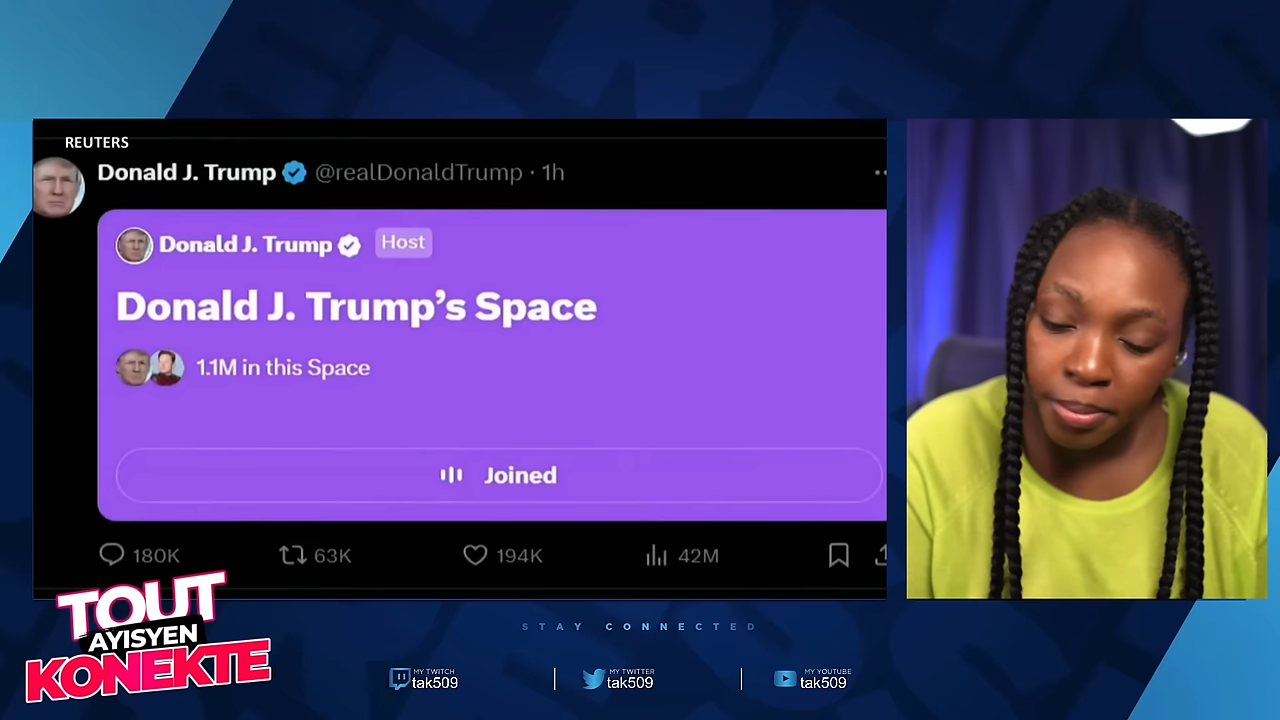 REUTERS
Donald J. Trump @realDonaldTrump · 1h
Donald J. Trump Host
Donald J. Trump’s Space
1.1M in this Space
Joined
180K 63K 194K 42M
TOUT
AYISYEN
KONEKTE
STAY CONNECTED
MY TWITCH
tak509
MY TWITTER
tak509
MY YOUTUBE
tak509